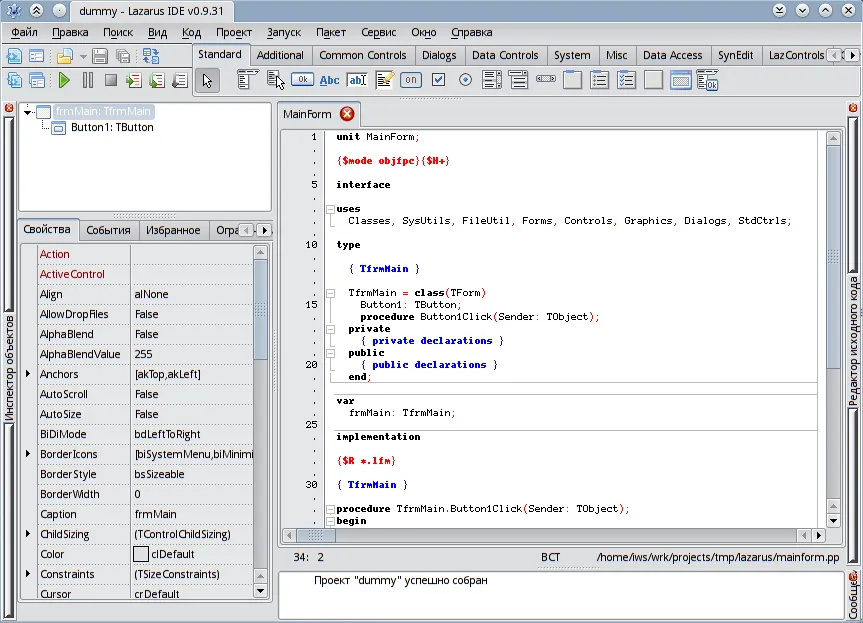 dummy - Lazarus IDE v0.9.31
Файл Правка Поиск Вид Код Проект Запуск Пакет Сервис Окно Справка
Standard Additional Common Controls Dialogs Data Controls System Misc Data Access SynEdit LazControls
Ok Abc ab on Ok
frmMain: TfrmMain
Button1: TButton
Инспектор объектов
Свойства События Избранное Огра
Action
ActiveControl
Align alNone
AllowDropFiles False
AlphaBlend False
AlphaBlendValue 255
Anchors [akTop,akLeft]
AutoScroll False
AutoSize False
BiDiMode bdLeftToRight
BorderIcons [biSystemMenu,biMinimi
BorderStyle bsSizeable
BorderWidth 0
Caption frmMain
ChildSizing (TControlChildSizing)
Color clDefault
Constraints (TSizeConstraints)
Cursor crDefault
MainForm
1 unit MainForm;
{$mode objfpc}{$H+}
5 interface
uses
Classes, SysUtils, FileUtil, Forms, Controls, Graphics, Dialogs, StdCtrls;
10 type
{ TfrmMain }
TfrmMain = class(TForm)
15 Button1: TButton;
procedure Button1Click(Sender: TObject);
private
{ private declarations }
public
20 { public declarations }
end;
var
frmMain: TfrmMain;
25
implementation
{$R *.lfm}
30 { TfrmMain }
procedure TfrmMain.Button1Click(Sender: TObject);
begin
34: 2 ВСТ /home/iws/wrk/projects/tmp/lazarus/mainform.pp
Редактор исходного кода
Проект "dummy" успешно собран
Сообще